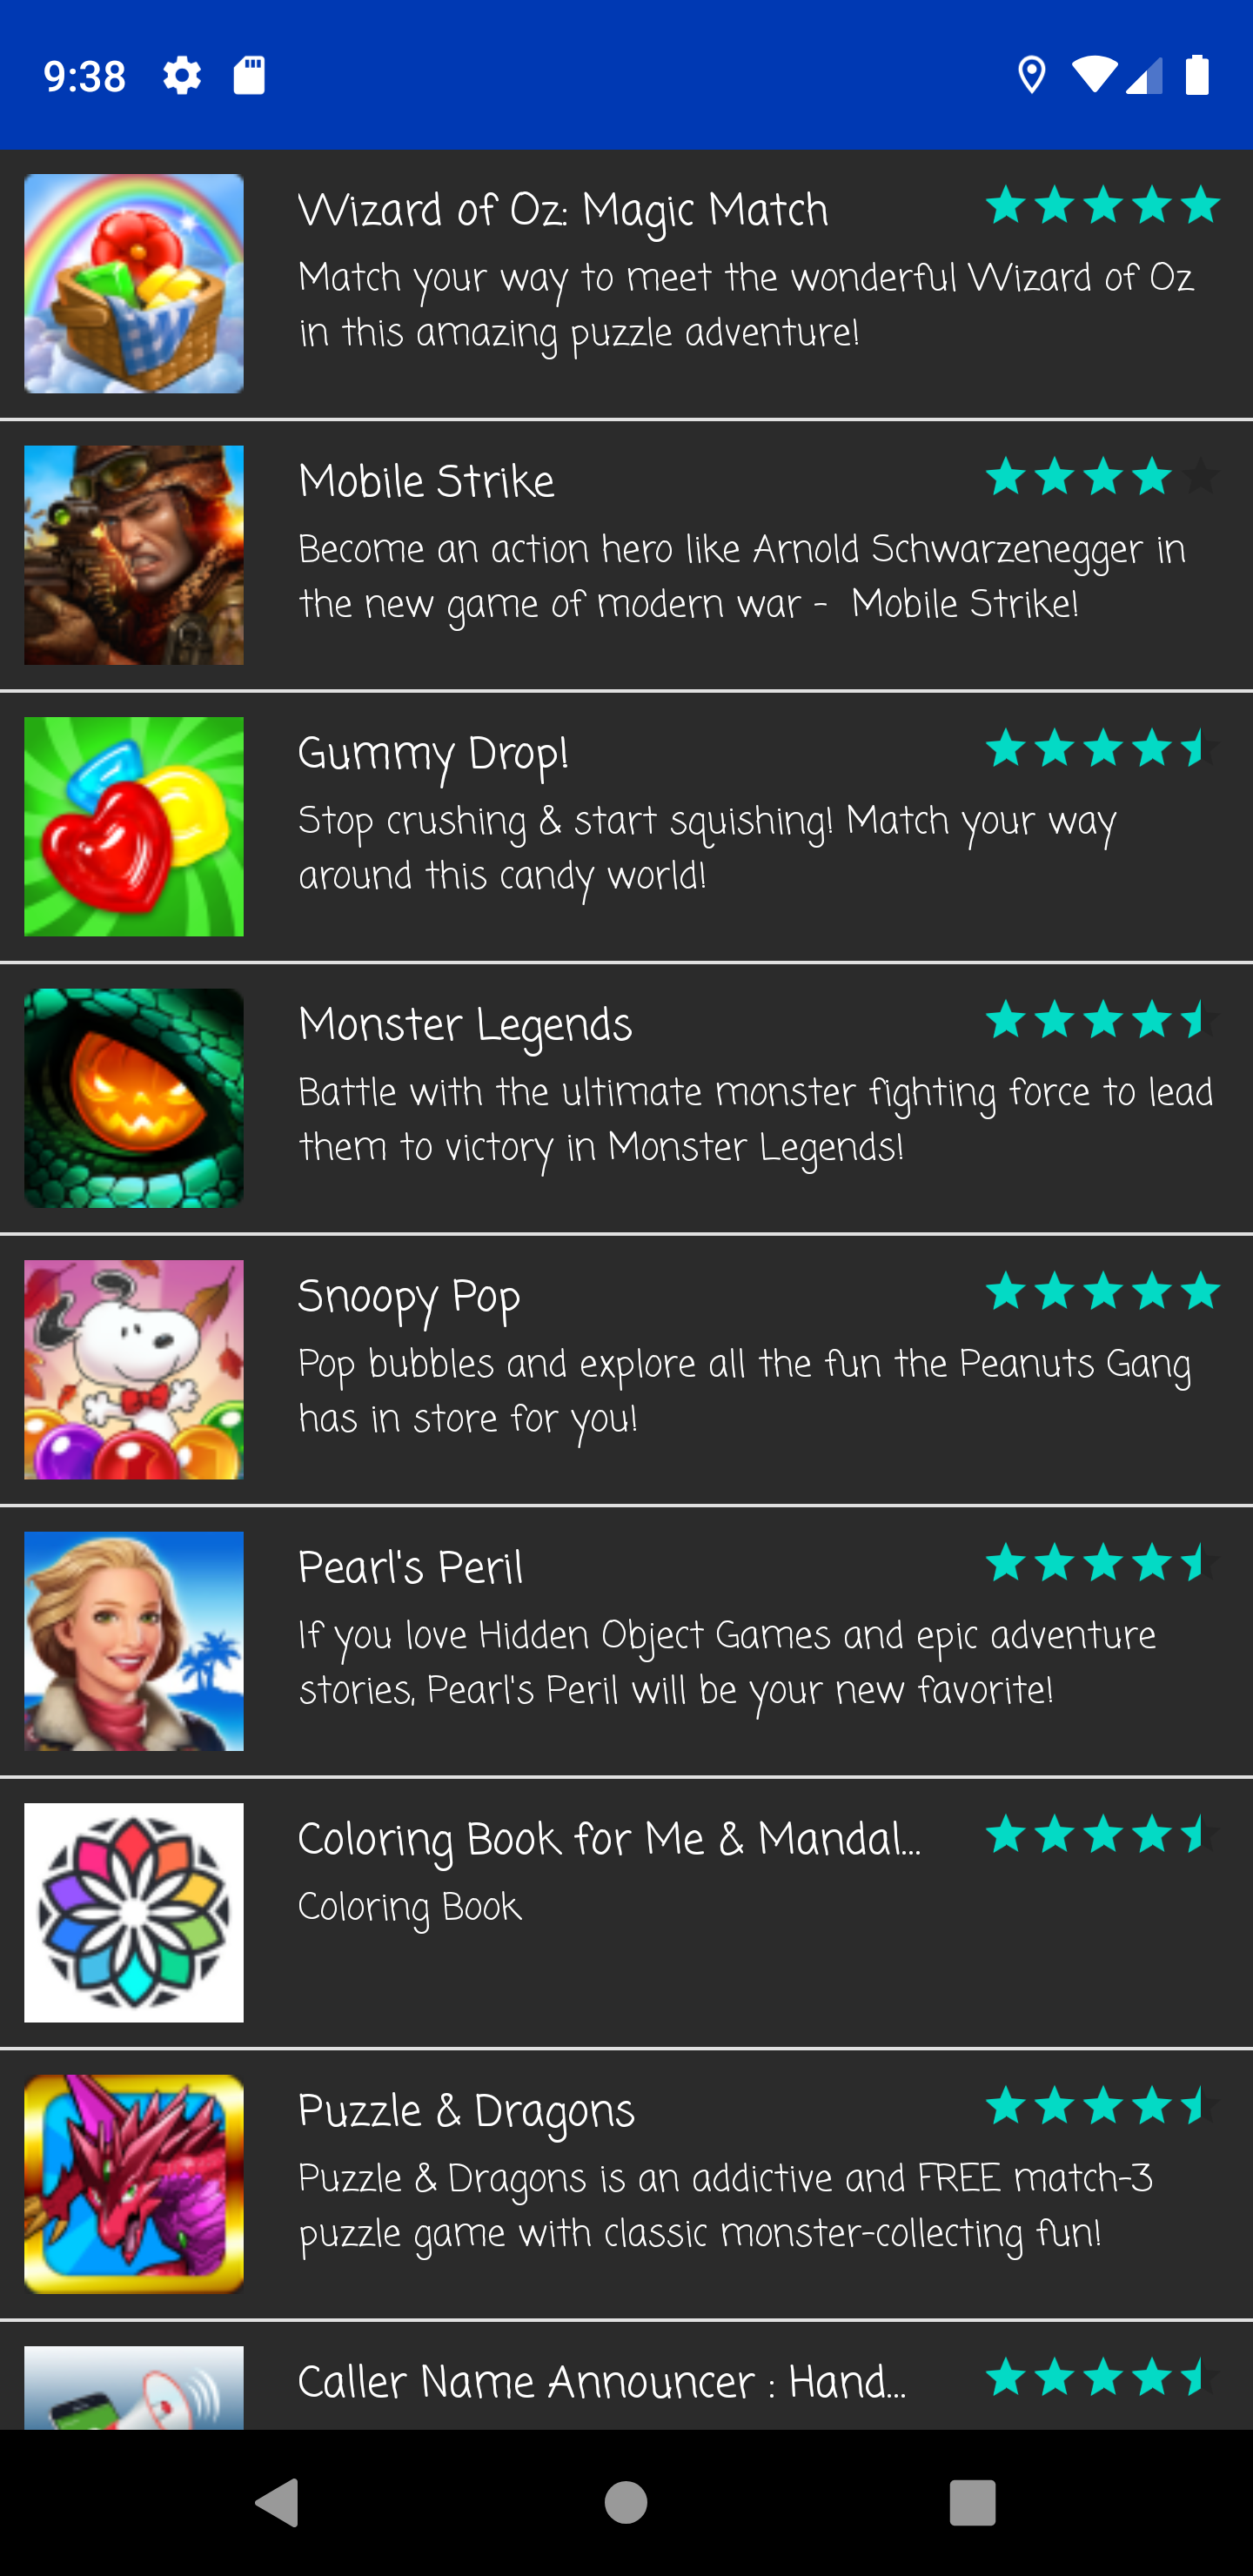 9:38
Wizard of Oz: Magic Match
Match your way to meet the wonderful Wizard of Oz
in this amazing puzzle adventure!
Mobile Strike
Become an action hero like Arnold Schwarzenegger in
the new game of modern war -  Mobile Strike!
Gummy Drop!
Stop crushing & start squishing! Match your way
around this candy world!
Monster Legends
Battle with the ultimate monster fighting force to lead
them to victory in Monster Legends!
Snoopy Pop
Pop bubbles and explore all the fun the Peanuts Gang
has in store for you!
Pearl's Peril
If you love Hidden Object Games and epic adventure
stories, Pearl's Peril will be your new favorite!
Coloring Book for Me & Mandal...
Coloring Book
Puzzle & Dragons
Puzzle & Dragons is an addictive and FREE match-3
puzzle game with classic monster-collecting fun!
Caller Name Announcer : Hand...